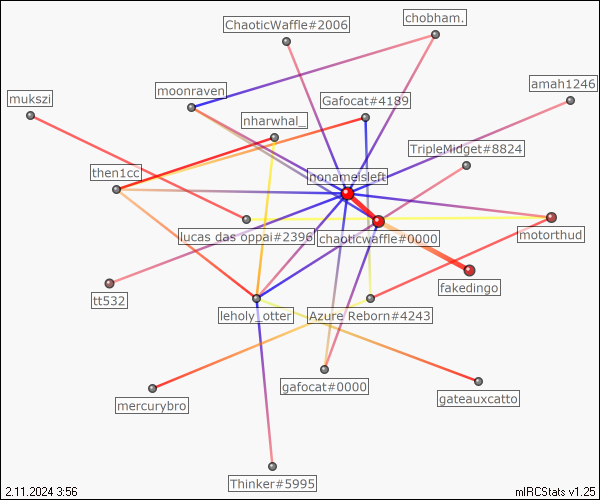 chobham.
ChaoticWaffle#2006
amah1246
moonraven
mukszi
Gafocat#4189
nharwhal_
TripleMidget#8824
then1cc
nonameisleft
lucas das oppai#2396
chaoticwaffle#0000
motorthud_
fakedingo
tt532
leholy_otter
Azure Reborn#4243
gafocat#0000
gateauxcatto
mercurybro
Thinker#5995
2.11.2024 3:56
mIRCStats v1.25